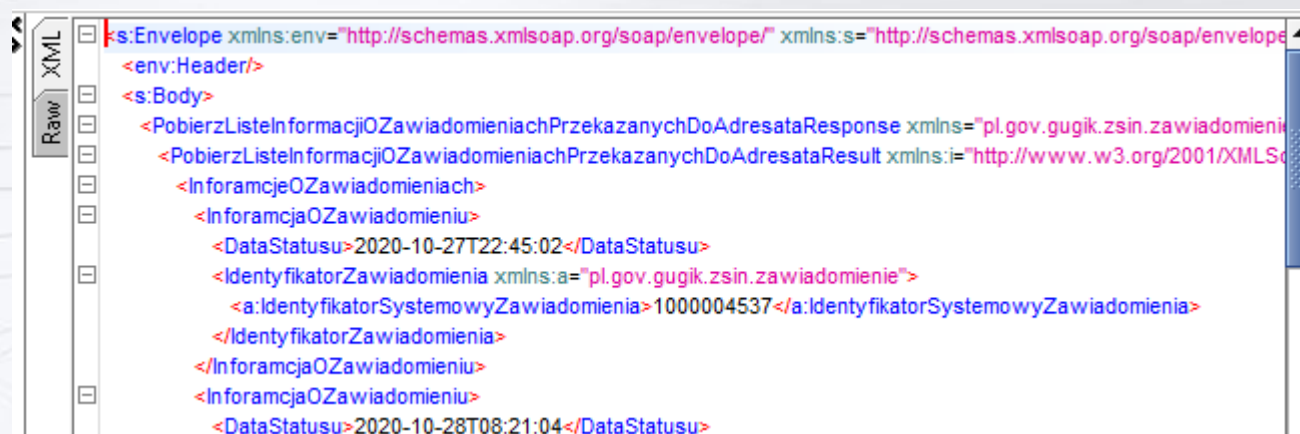 XML
Raw
<s:Envelope xmlns:env="http://schemas.xmlsoap.org/soap/envelope/" xmlns:s="http://schemas.xmlsoap.org/soap/envelope
<env:Header/>
<s:Body>
<PobierzListeInformacjiOZawiadomieniachPrzekazanychDoAdresataResponse xmlns="pl.gov.gugik.zsin.zawiadomieni
<PobierzListeInformacjiOZawiadomieniachPrzekazanychDoAdresataResult xmlns:i="http://www.w3.org/2001/XMLSc
<InforamcjeOZawiadomieniach>
<InforamcjaOZawiadomieniu>
<DataStatusu>2020-10-27T22:45:02</DataStatusu>
<IdentyfikatorZawiadomienia xmlns:a="pl.gov.gugik.zsin.zawiadomienie">
<a:IdentyfikatorSystemowyZawiadomienia>1000004537</a:IdentyfikatorSystemowyZawiadomienia>
</IdentyfikatorZawiadomienia>
</InforamcjaOZawiadomieniu>
<InforamcjaOZawiadomieniu>
<DataStatusu>2020-10-28T08:21:04</DataStatusu>